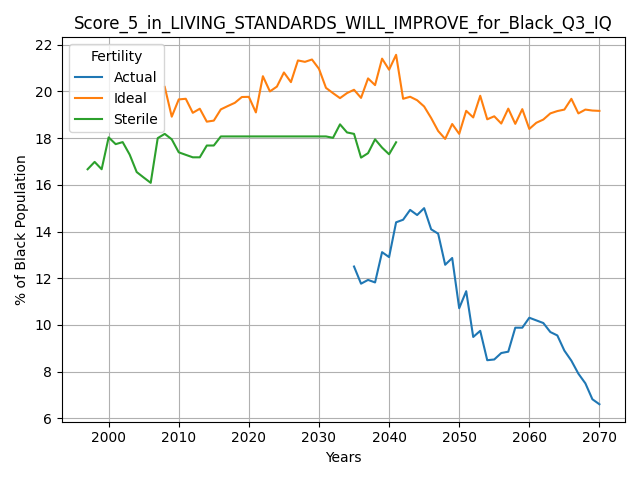 Score_5_in_LIVING_STANDARDS_WILL_IMPROVE_for_Black_Q3_IQ
Fertility
Actual
Ideal
Sterile
% of Black Population
22
20
18
16
14
12
10
8
6
2000 2010 2020 2030 2040 2050 2060 2070
Years